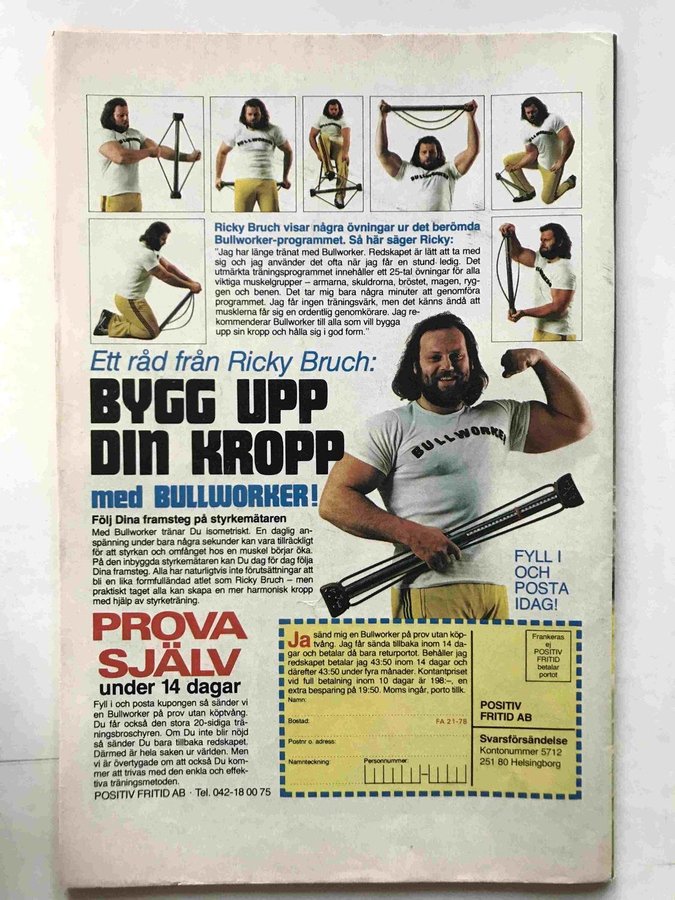 Ricky Bruch visar några övningar ur det berömda
Bullworker-programmet. Så här säger Ricky:
"Jag har länge tränat med Bullworker. Redskapet är lätt att ta med
sig och jag använder det ofta när jag får en stund ledig. Det
utmärkta träningsprogrammet innehåller ett 25-tal övningar för alla
viktiga muskelgrupper – armarna, skuldrorna, bröstet, magen, ryg-
gen och benen. Det tar mig bara några minuter att genomföra
programmet. Jag får ingen träningsvärk, men det känns ändå att
musklerna får sig en ordentlig genomkörare. Jag re-
kommenderar Bullworker till alla som vill bygga
upp sin kropp och hålla sig i god form."
Ett råd från Ricky Bruch:
BYGG UPP
DIN KROPP
med BULLWORKER!
BULLWORKER
Följ Dina framsteg på styrkemätaren
Med Bullworker tränar Du isometriskt. En daglig an-
spänning under bara några sekunder kan vara tillräckligt
för att styrkan och omfånget hos en muskel börjar öka.
På den inbyggda styrkemätaren kan Du dag för dag följa
Dina framsteg. Alla har naturligtvis inte förutsättningar att
bli en lika formfulländad atlet som Ricky Bruch – men
praktiskt taget alla kan skapa en mer harmonisk kropp
med hjälp av styrketräning.
FYLL I
OCH
POSTA
IDAG!
PROVA
SJÄLV
under 14 dagar
Fyll i och posta kupongen så sänder vi
en Bullworker på prov utan köptvång.
Du får också den stora 20-sidiga trä-
ningsbroschyren. Om Du inte blir nöjd
så sänder Du bara tillbaka redskapet.
Därmed är hela saken ur världen. Men
vi är övertygade om att också Du kom-
mer att trivas med den enkla och effek-
tiva träningsmetoden.
POSITIV FRITID AB · Tel. 042-18 00 75
Ja sänd mig en Bullworker på prov utan köp-
tvång. Jag får sända tillbaka inom 14 da-
gar och betalar då bara returportot. Behåller jag
redskapet betalar jag 43:50 inom 14 dagar och
därefter 43:50 under fyra månader. Kontantpriset
vid full betalning inom 10 dagar är 198:–, en
extra besparing på 19:50. Moms ingår, porto tillk.
Namn:
Bostad:
FA 21-78
Postnr o. adress:
Namnteckning:
Personnummer:
Frankeras
ej
POSITIV
FRITID
betalar
portot
POSITIV
FRITID AB
Svarsförsändelse
Kontonummer 5712
251 80 Helsingborg